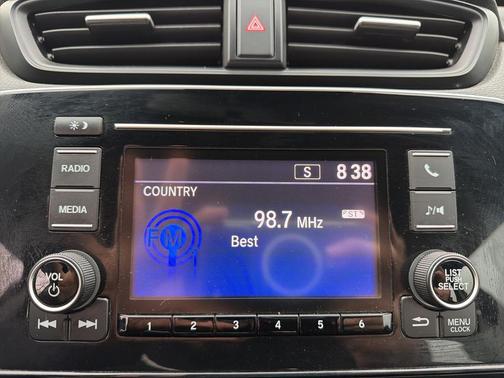 RADIO
MEDIA
VOL
S 8 38
COUNTRY
98.7 MHz
ST
Best
FM
1 2 3 4 5 6
LIST
PUSH
SELECT
MENU
CLOCK